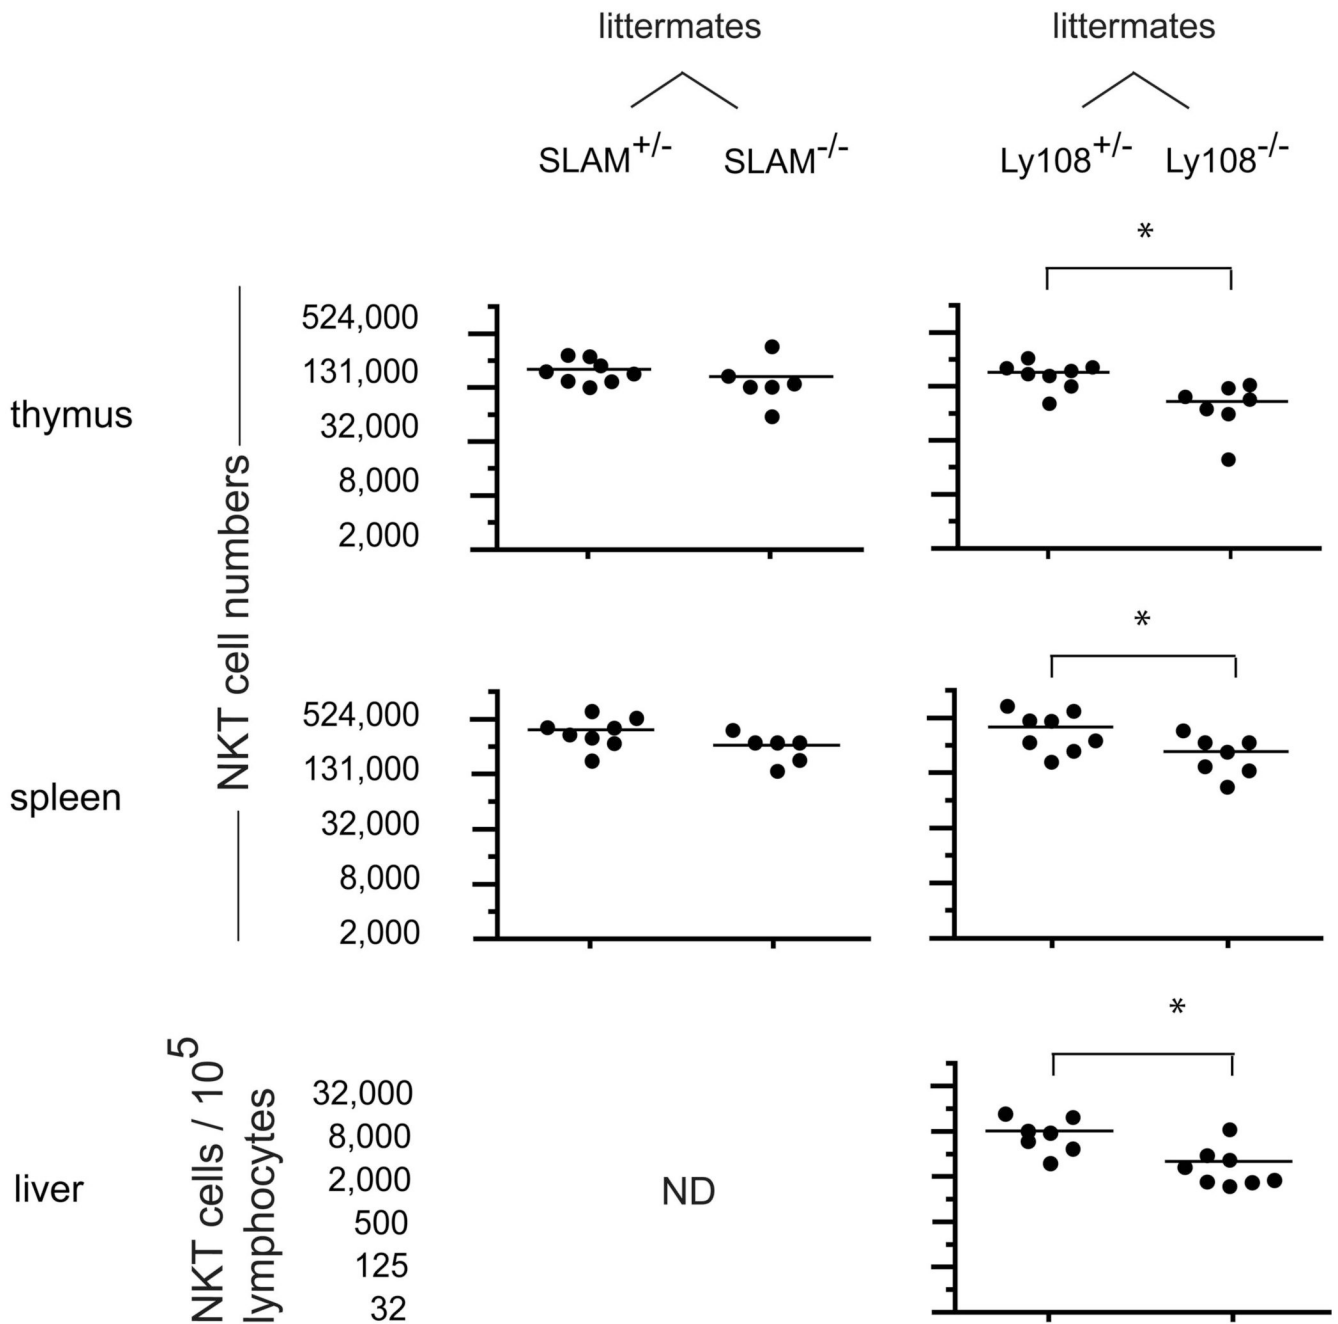 littermates littermates
SLAM+/- SLAM-/- Ly108+/- Ly108-/-
*
thymus
NKT cell numbers
524,000
131,000
32,000
8,000
2,000
*
spleen
524,000
131,000
32,000
8,000
2,000
*
liver
NKT cells / 10^5
lymphocytes
32,000
8,000
2,000
500
125
32
ND